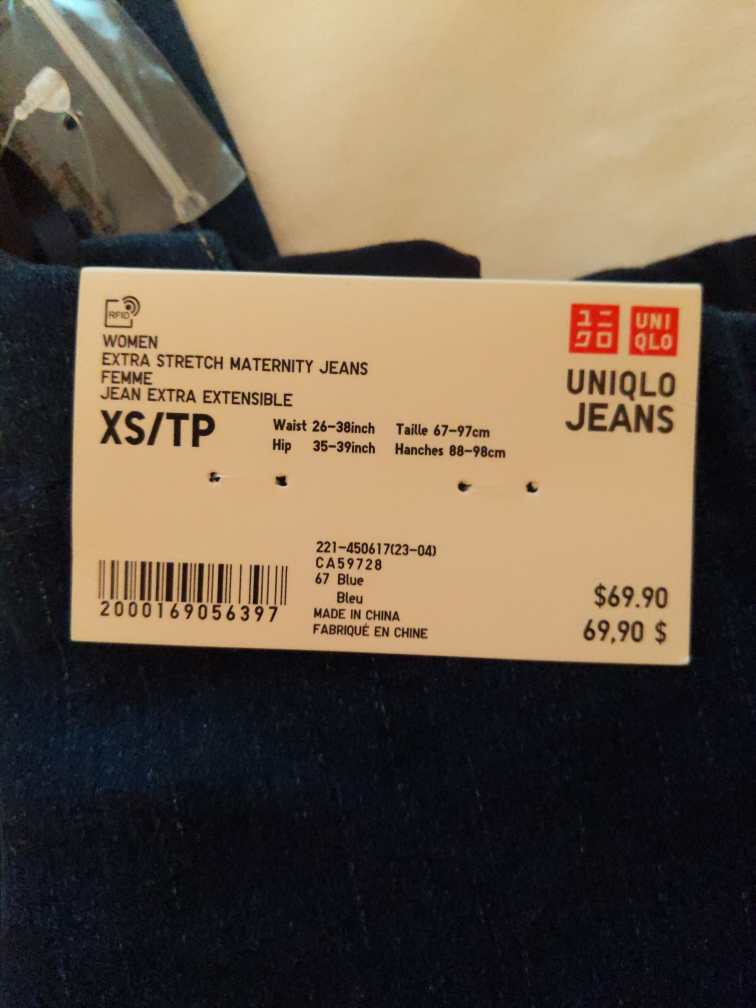 RFID
WOMEN
EXTRA STRETCH MATERNITY JEANS
FEMME
JEAN EXTRA EXTENSIBLE
XS/TP
Waist 26-38inch Taille 67-97cm
Hip 35-39inch Hanches 88-98cm
ユニ UNI
クロ QLO
UNIQLO
JEANS
2000169056397
221-450617(23-04)
CA59728
67 Blue
Bleu
MADE IN CHINA
FABRIQUÉ EN CHINE
$69.90
69,90 $